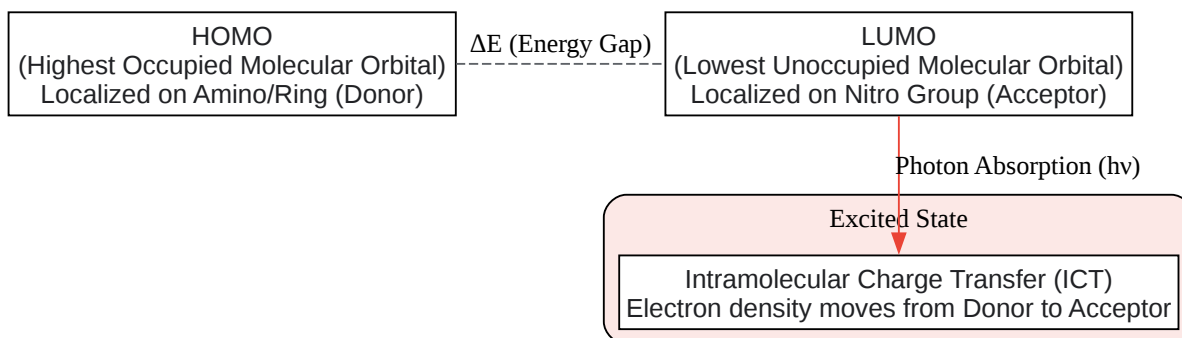 HOMO
(Highest Occupied Molecular Orbital)
Localized on Amino/Ring (Donor)
ΔE (Energy Gap)
LUMO
(Lowest Unoccupied Molecular Orbital)
Localized on Nitro Group (Acceptor)
Photon Absorption (hν)
Excited State
Intramolecular Charge Transfer (ICT)
Electron density moves from Donor to Acceptor